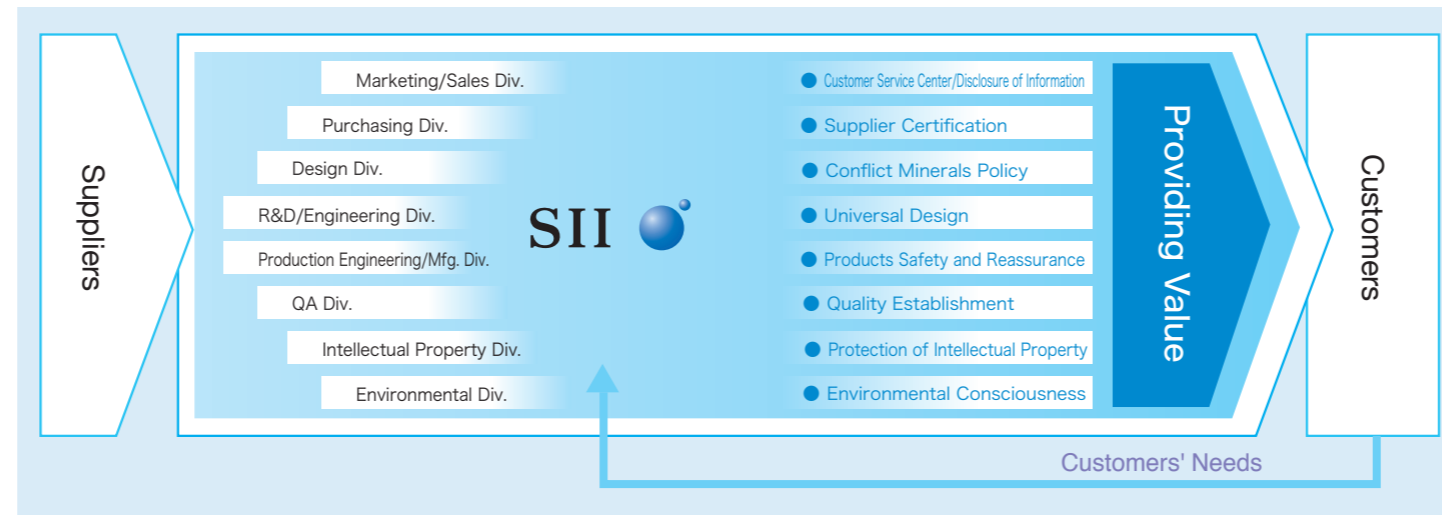 Suppliers
Marketing/Sales Div.
Purchasing Div.
Design Div.
R&D/Engineering Div.
Production Engineering/Mfg. Div.
QA Div.
Intellectual Property Div.
Environmental Div.
SII
● Customer Service Center/Disclosure of Information
● Supplier Certification
● Conflict Minerals Policy
● Universal Design
● Products Safety and Reassurance
● Quality Establishment
● Protection of Intellectual Property
● Environmental Consciousness
Providing Value
Customers
Customers' Needs